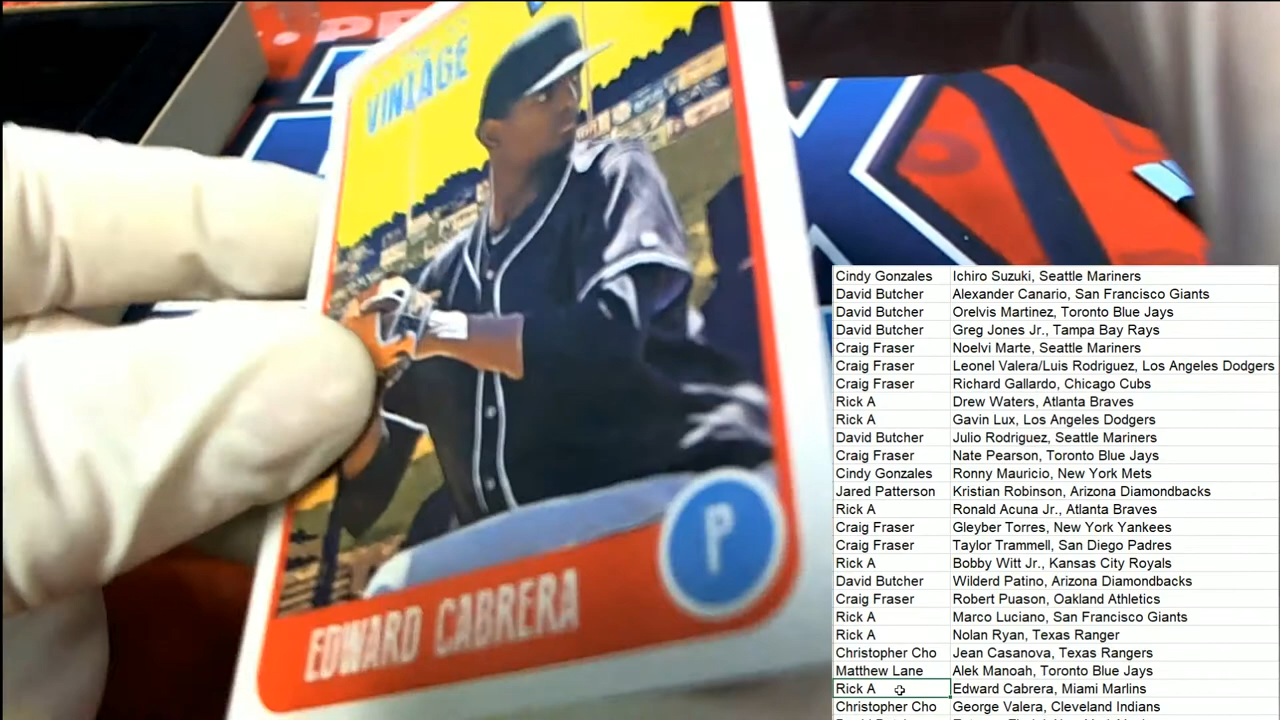 . PR
VINTAGE
P
EDWARD CABRERA
Cindy Gonzales Ichiro Suzuki, Seattle Mariners
David Butcher Alexander Canario, San Francisco Giants
David Butcher Orelvis Martinez, Toronto Blue Jays
David Butcher Greg Jones Jr., Tampa Bay Rays
Craig Fraser Noelvi Marte, Seattle Mariners
Craig Fraser Leonel Valera/Luis Rodriguez, Los Angeles Dodgers
Craig Fraser Richard Gallardo, Chicago Cubs
Rick A Drew Waters, Atlanta Braves
Rick A Gavin Lux, Los Angeles Dodgers
David Butcher Julio Rodriguez, Seattle Mariners
Craig Fraser Nate Pearson, Toronto Blue Jays
Cindy Gonzales Ronny Mauricio, New York Mets
Jared Patterson Kristian Robinson, Arizona Diamondbacks
Rick A Ronald Acuna Jr., Atlanta Braves
Craig Fraser Gleyber Torres, New York Yankees
Craig Fraser Taylor Trammell, San Diego Padres
Rick A Bobby Witt Jr., Kansas City Royals
David Butcher Wilderd Patino, Arizona Diamondbacks
Craig Fraser Robert Puason, Oakland Athletics
Rick A Marco Luciano, San Francisco Giants
Rick A Nolan Ryan, Texas Ranger
Christopher Cho Jean Casanova, Texas Rangers
Matthew Lane Alek Manoah, Toronto Blue Jays
Rick A Edward Cabrera, Miami Marlins
Christopher Cho George Valera, Cleveland Indians